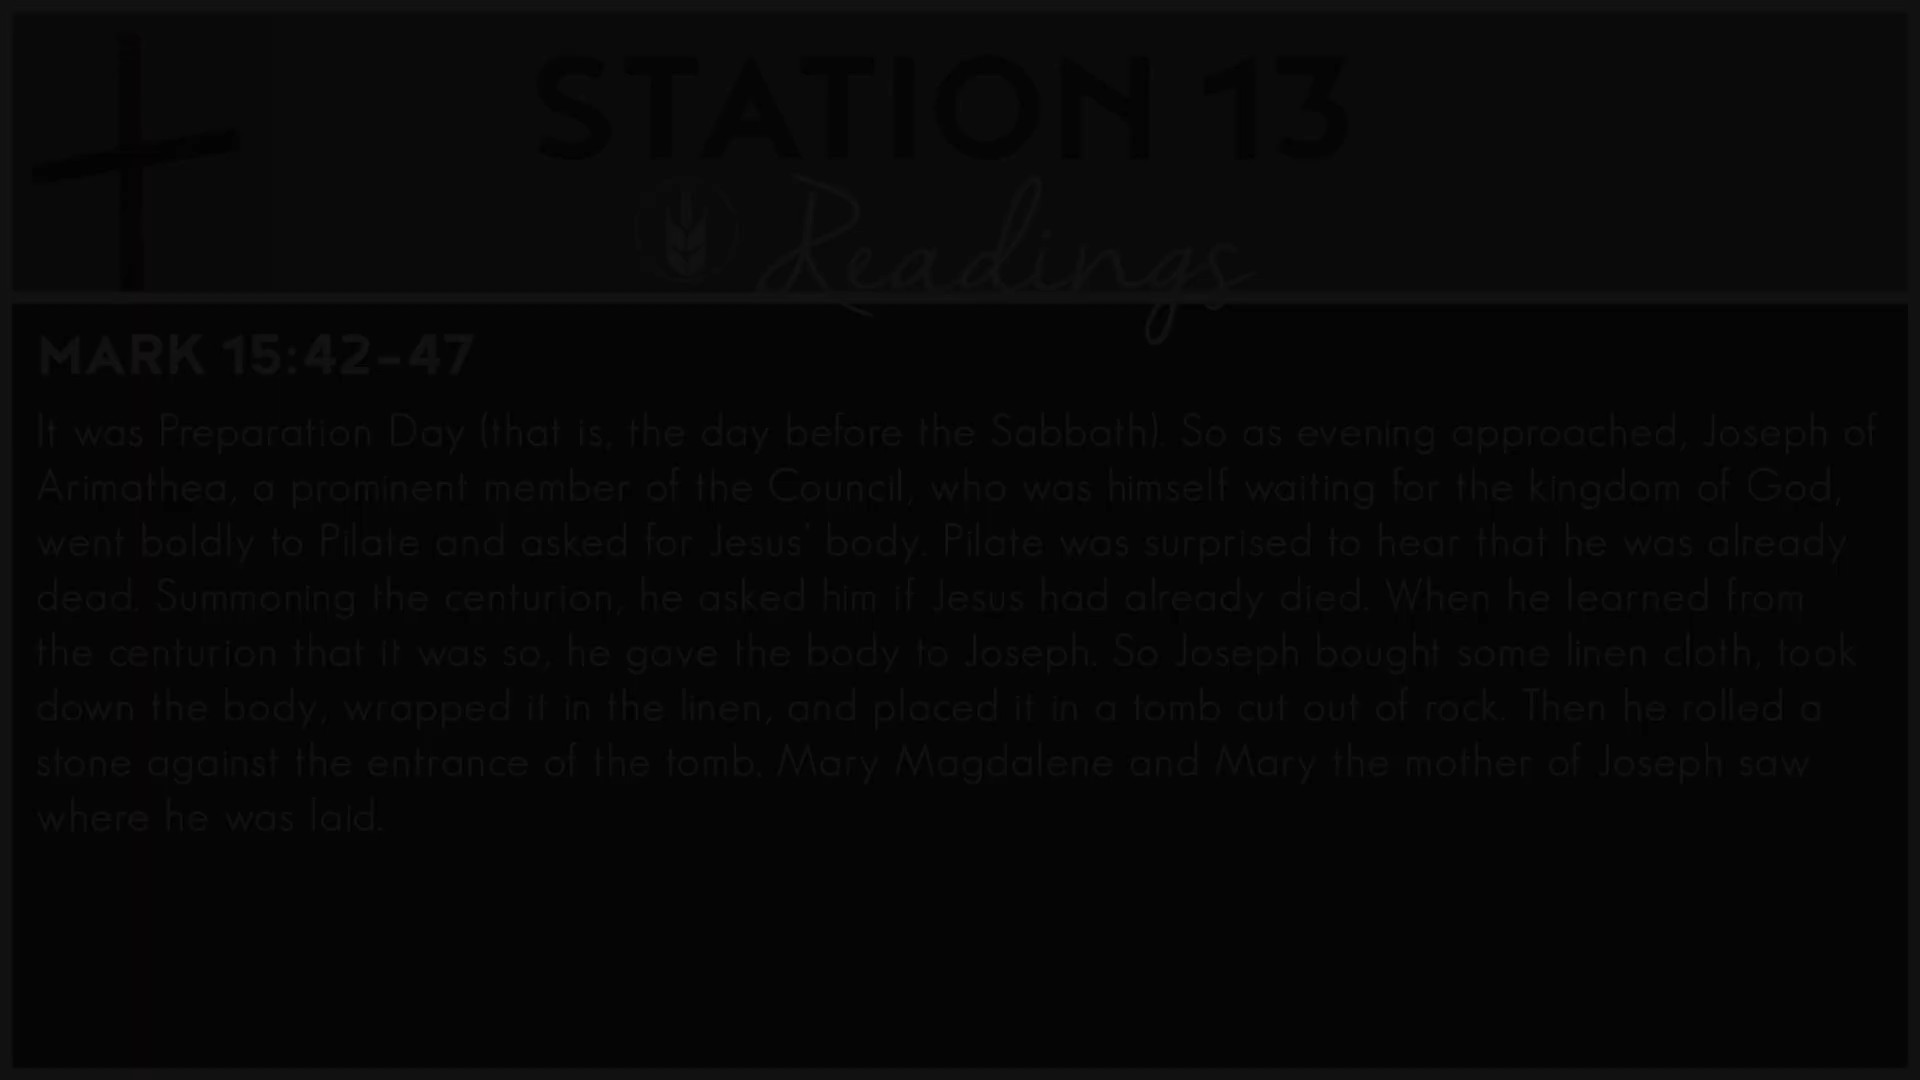 STATION 13
Readings
MARK 15:42-47
It was Preparation Day (that is, the day before the Sabbath). So as evening approached, Joseph of
Arimathea, a prominent member of the Council, who was himself waiting for the kingdom of God,
went boldly to Pilate and asked for Jesus' body. Pilate was surprised to hear that he was already
dead. Summoning the centurion, he asked him if Jesus had already died. When he learned from
the centurion that it was so, he gave the body to Joseph. So Joseph bought some linen cloth, took
down the body, wrapped it in the linen, and placed it in a tomb cut out of rock. Then he rolled a
stone against the entrance of the tomb. Mary Magdalene and Mary the mother of Joseph saw
where he was laid.